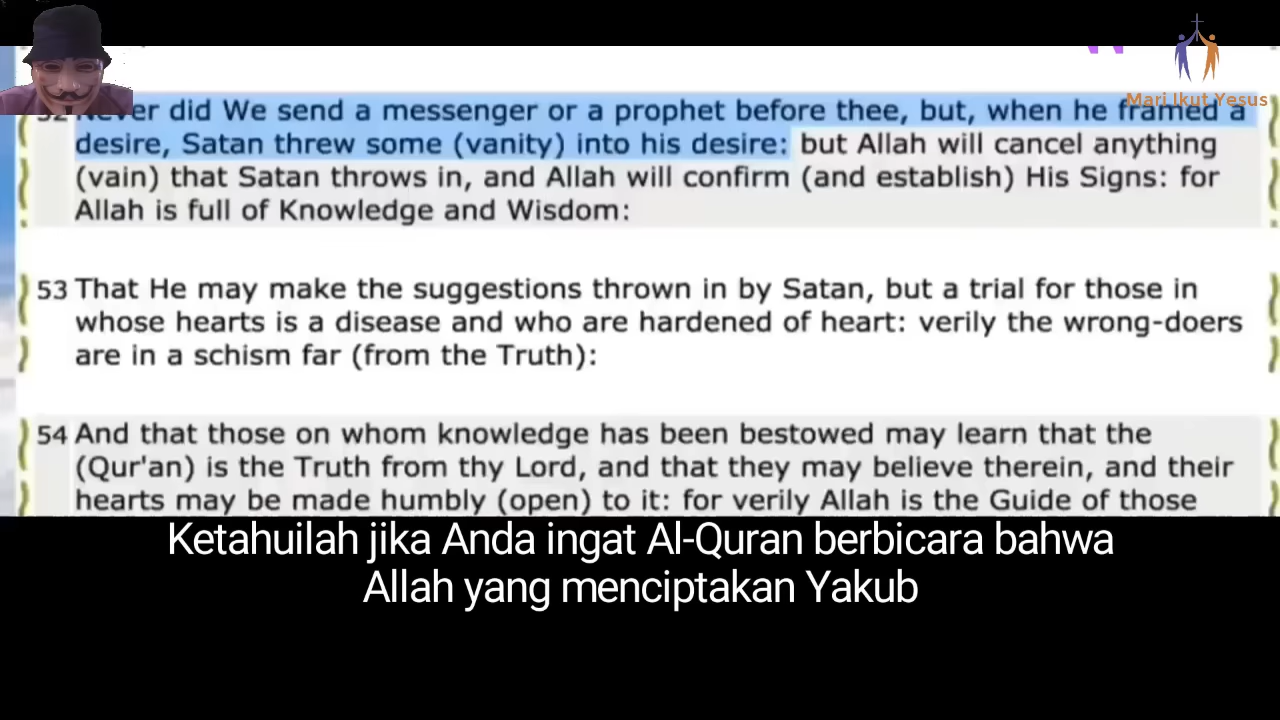 er did We send a messenger or a prophet before thee, but, when he framed a
Mari Ikut Yesus
desire, Satan threw some (vanity) into his desire: but Allah will cancel anything
(vain) that Satan throws in, and Allah will confirm (and establish) His Signs: for
Allah is full of Knowledge and Wisdom:
53 That He may make the suggestions thrown in by Satan, but a trial for those in
whose hearts is a disease and who are hardened of heart: verily the wrong-doers
are in a schism far (from the Truth):
54 And that those on whom knowledge has been bestowed may learn that the
(Qur'an) is the Truth from thy Lord, and that they may believe therein, and their
hearts may be made humbly (open) to it: for verily Allah is the Guide of those
Ketahuilah jika Anda ingat Al-Quran berbicara bahwa
Allah yang menciptakan Yakub